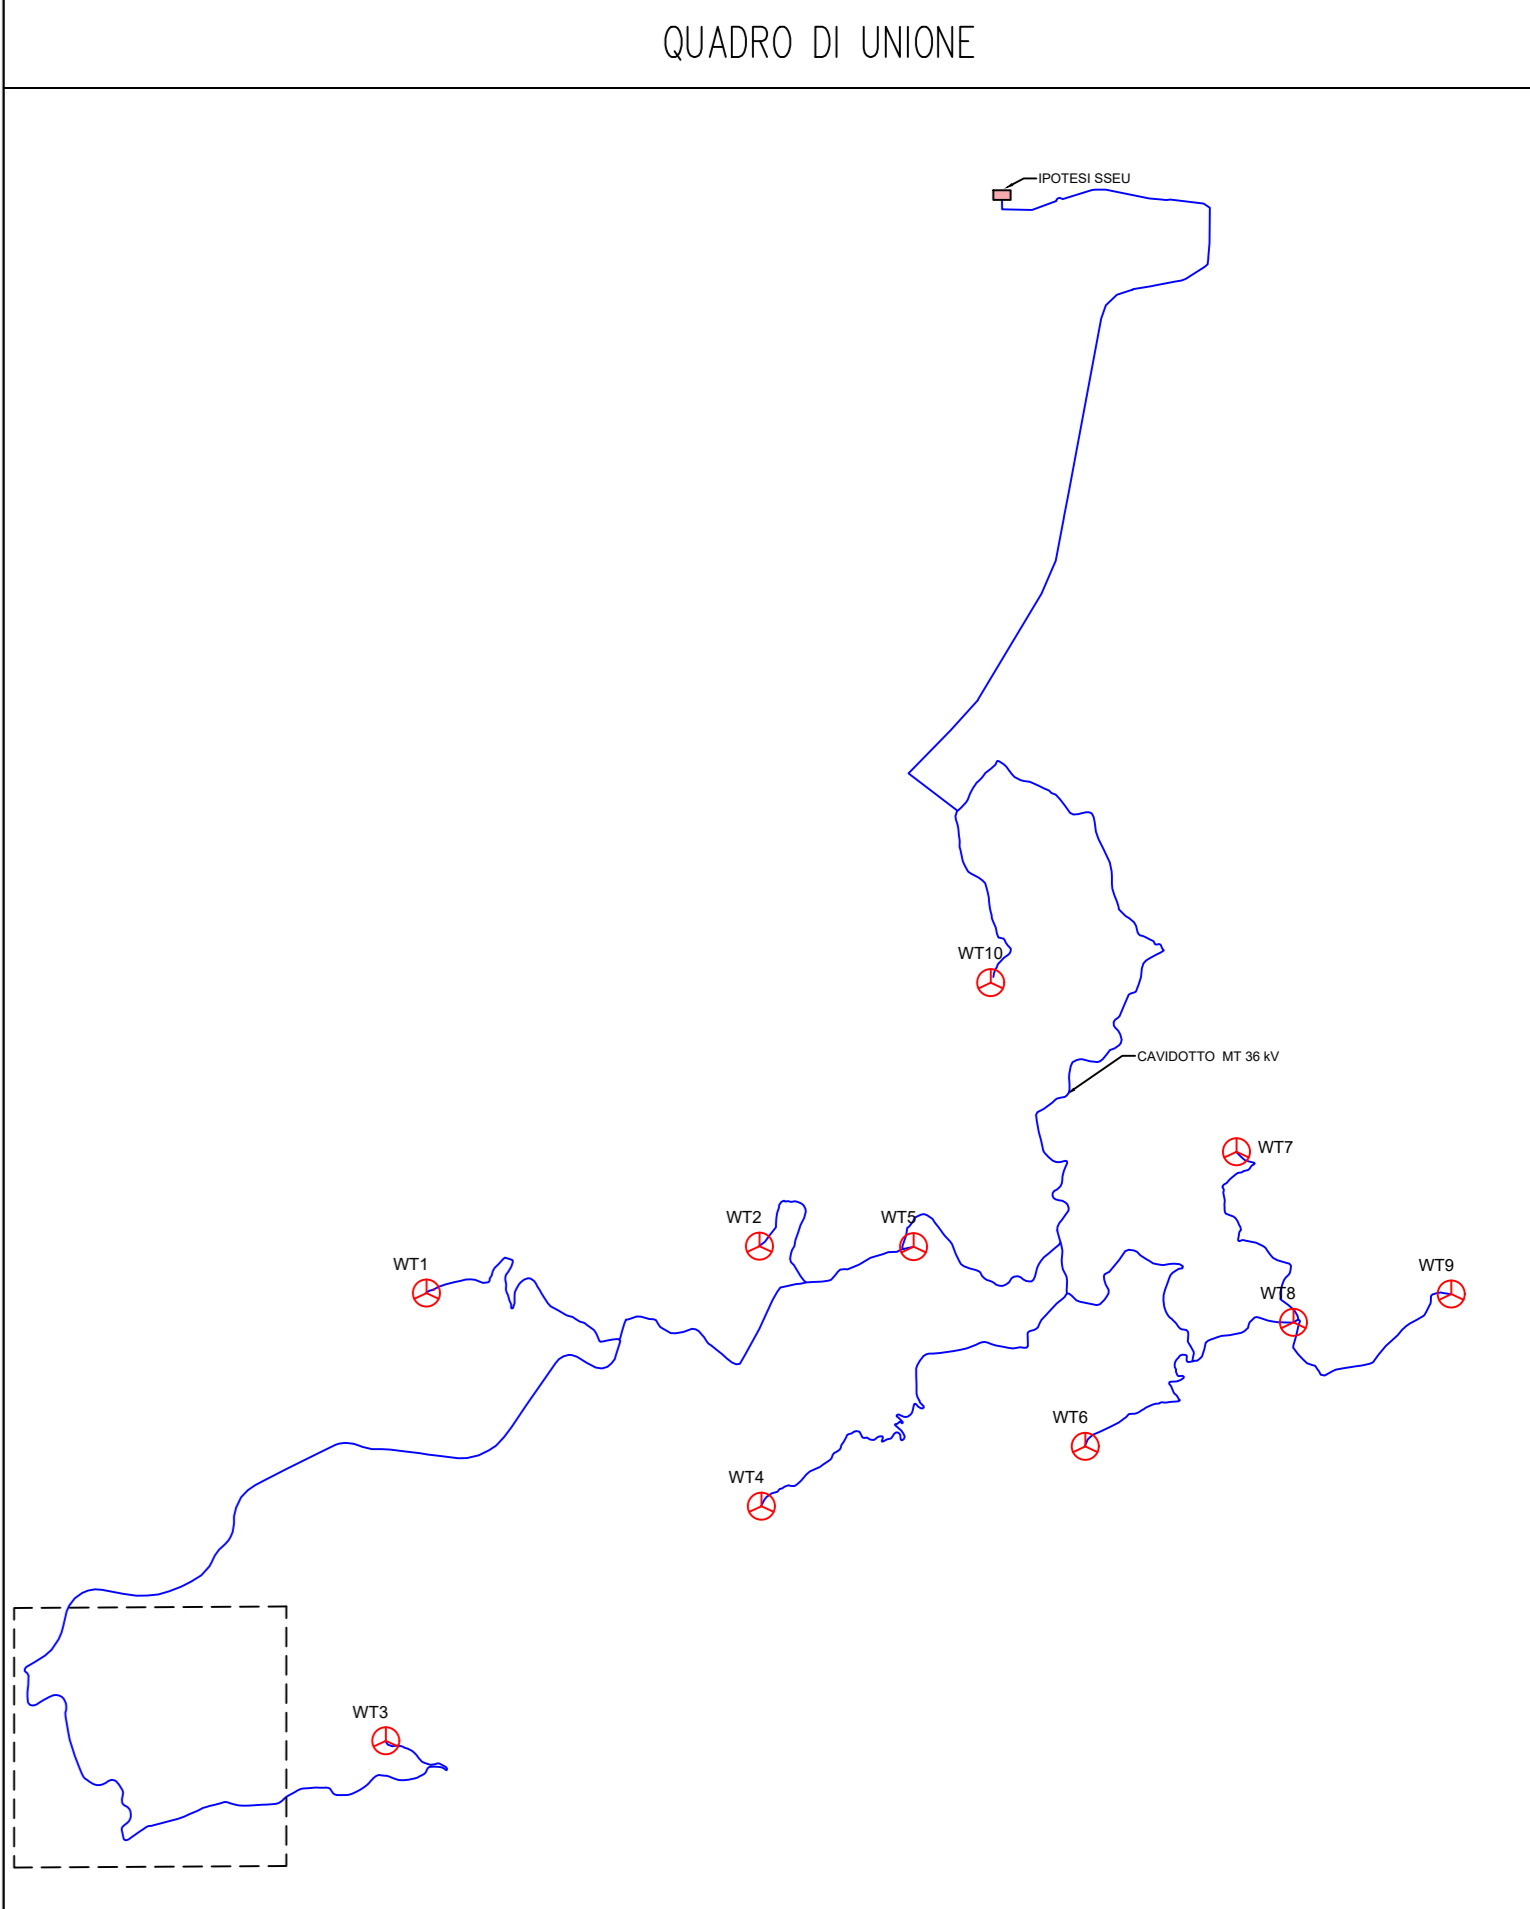 QUADRO DI UNIONE
IPOTESI SSEU
WT10
CAVIDOTTO MT 36 kV
WT7
WT2
WT5
WT1
WT9
WT8
WT6
WT4
WT3